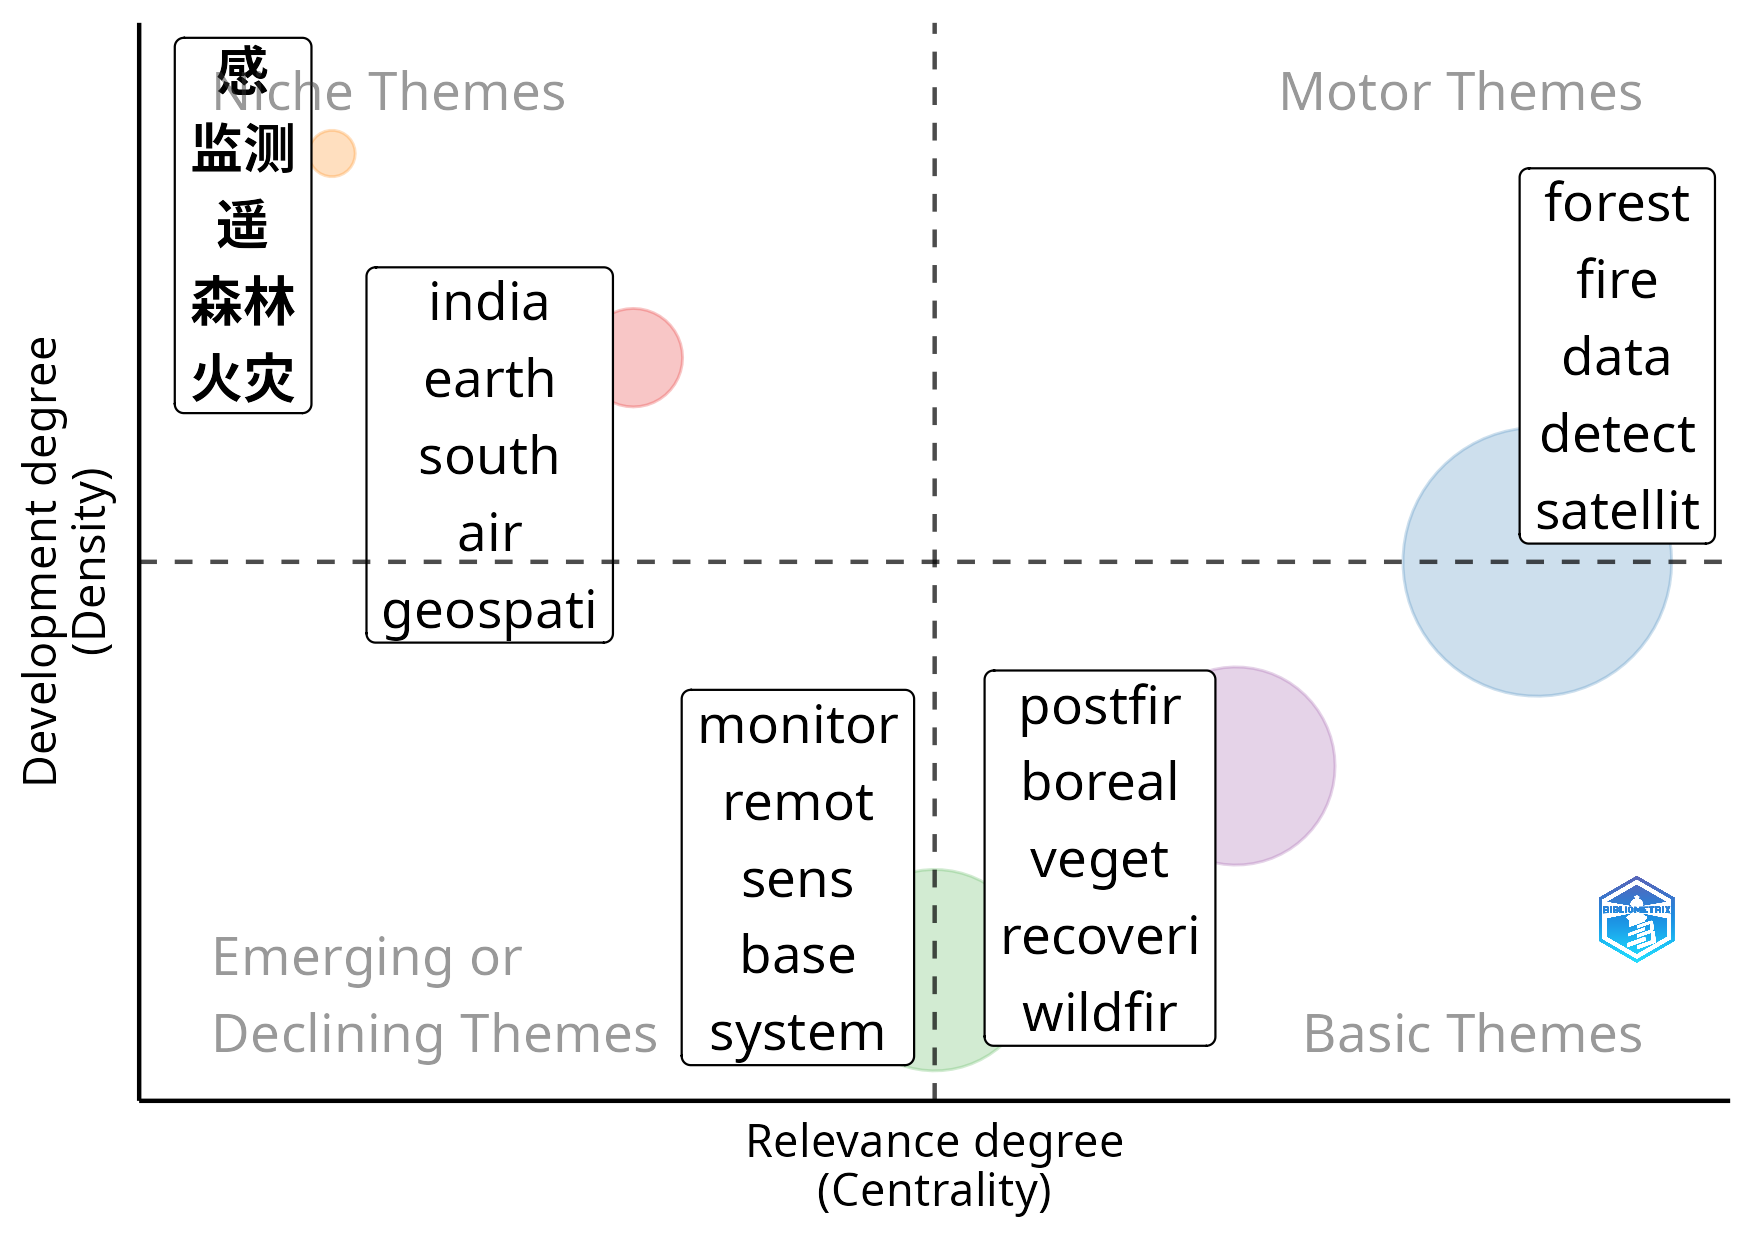 Niche Themes
Motor Themes
感
监测
遥
森林
火灾
india
earth
south
air
geospati
forest
fire
data
detect
satellit
monitor
remot
sens
base
system
postfir
boreal
veget
recoveri
wildfir
Emerging or
Declining Themes
Basic Themes
BIBLIOMETRIX
Development degree
(Density)
Relevance degree
(Centrality)